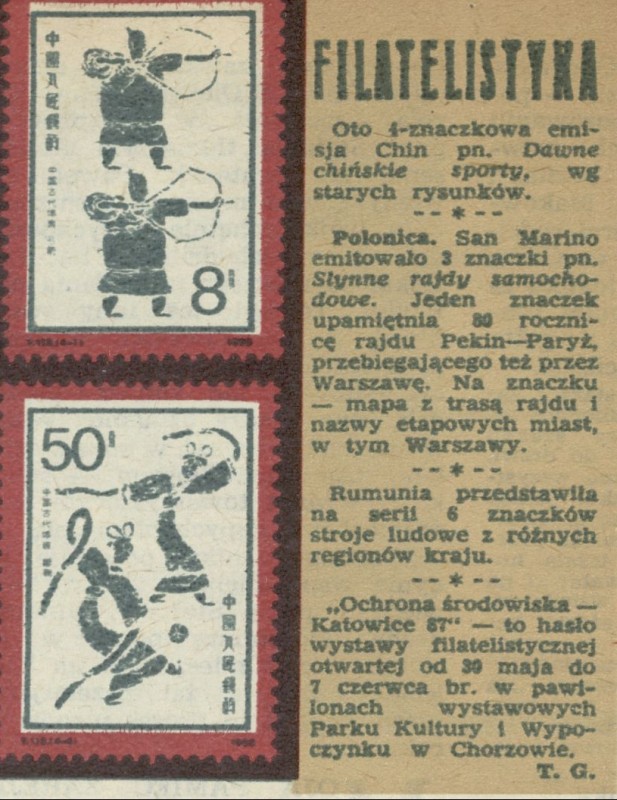 中国人民邮政
8
1986
50
中国人民邮政
1986
FILATELISTYKA
Oto 4-znaczkowa emi-
sja Chin pn. Dawne
chińskie sporty, wg
starych rysunków.
--*--
Polonica. San Marino
emitowało 3 znaczki pn.
Słynne rajdy samocho-
dowe. Jeden znaczek
upamiętnia 80 roczni-
cę rajdu Pekin—Paryż,
przebiegającego też przez
Warszawę. Na znaczku
— mapa z trasą rajdu i
nazwy etapowych miast,
w tym Warszawy.
--*--
Rumunia przedstawiła
na serii 6 znaczków
stroje ludowe z różnych
regionów kraju.
--*--
„Ochrona środowiska —
Katowice 87" — to hasło
wystawy filatelistycznej
otwartej od 30 maja do
7 czerwca br. w pawi-
lonach wystawowych
Parku Kultury i Wypo-
czynku w Chorzowie.
T. G.